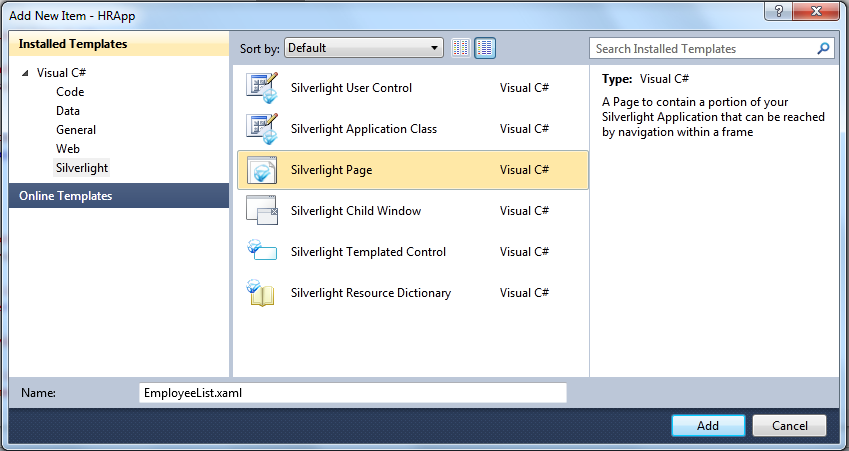 Add New Item - HRApp
Installed Templates
Visual C#
Code
Data
General
Web
Silverlight
Online Templates
Sort by: Default
Search Installed Templates
Silverlight User Control Visual C#
Silverlight Application Class Visual C#
Silverlight Page Visual C#
Silverlight Child Window Visual C#
Silverlight Templated Control Visual C#
Silverlight Resource Dictionary Visual C#
Type: Visual C#
A Page to contain a portion of your
Silverlight Application that can be reached
by navigation within a frame
Name: EmployeeList.xaml
Add Cancel